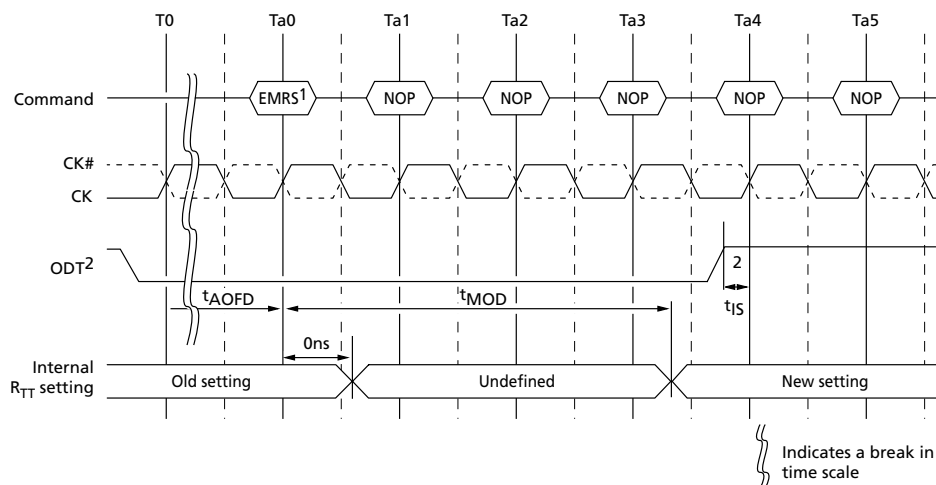 T0 Ta0 Ta1 Ta2 Ta3 Ta4 Ta5
Command EMRS1 NOP NOP NOP NOP NOP
CK#
CK
ODT2 2
tAOFD tMOD tIS
0ns
Internal
RTT setting Old setting Undefined New setting
Indicates a break in
time scale